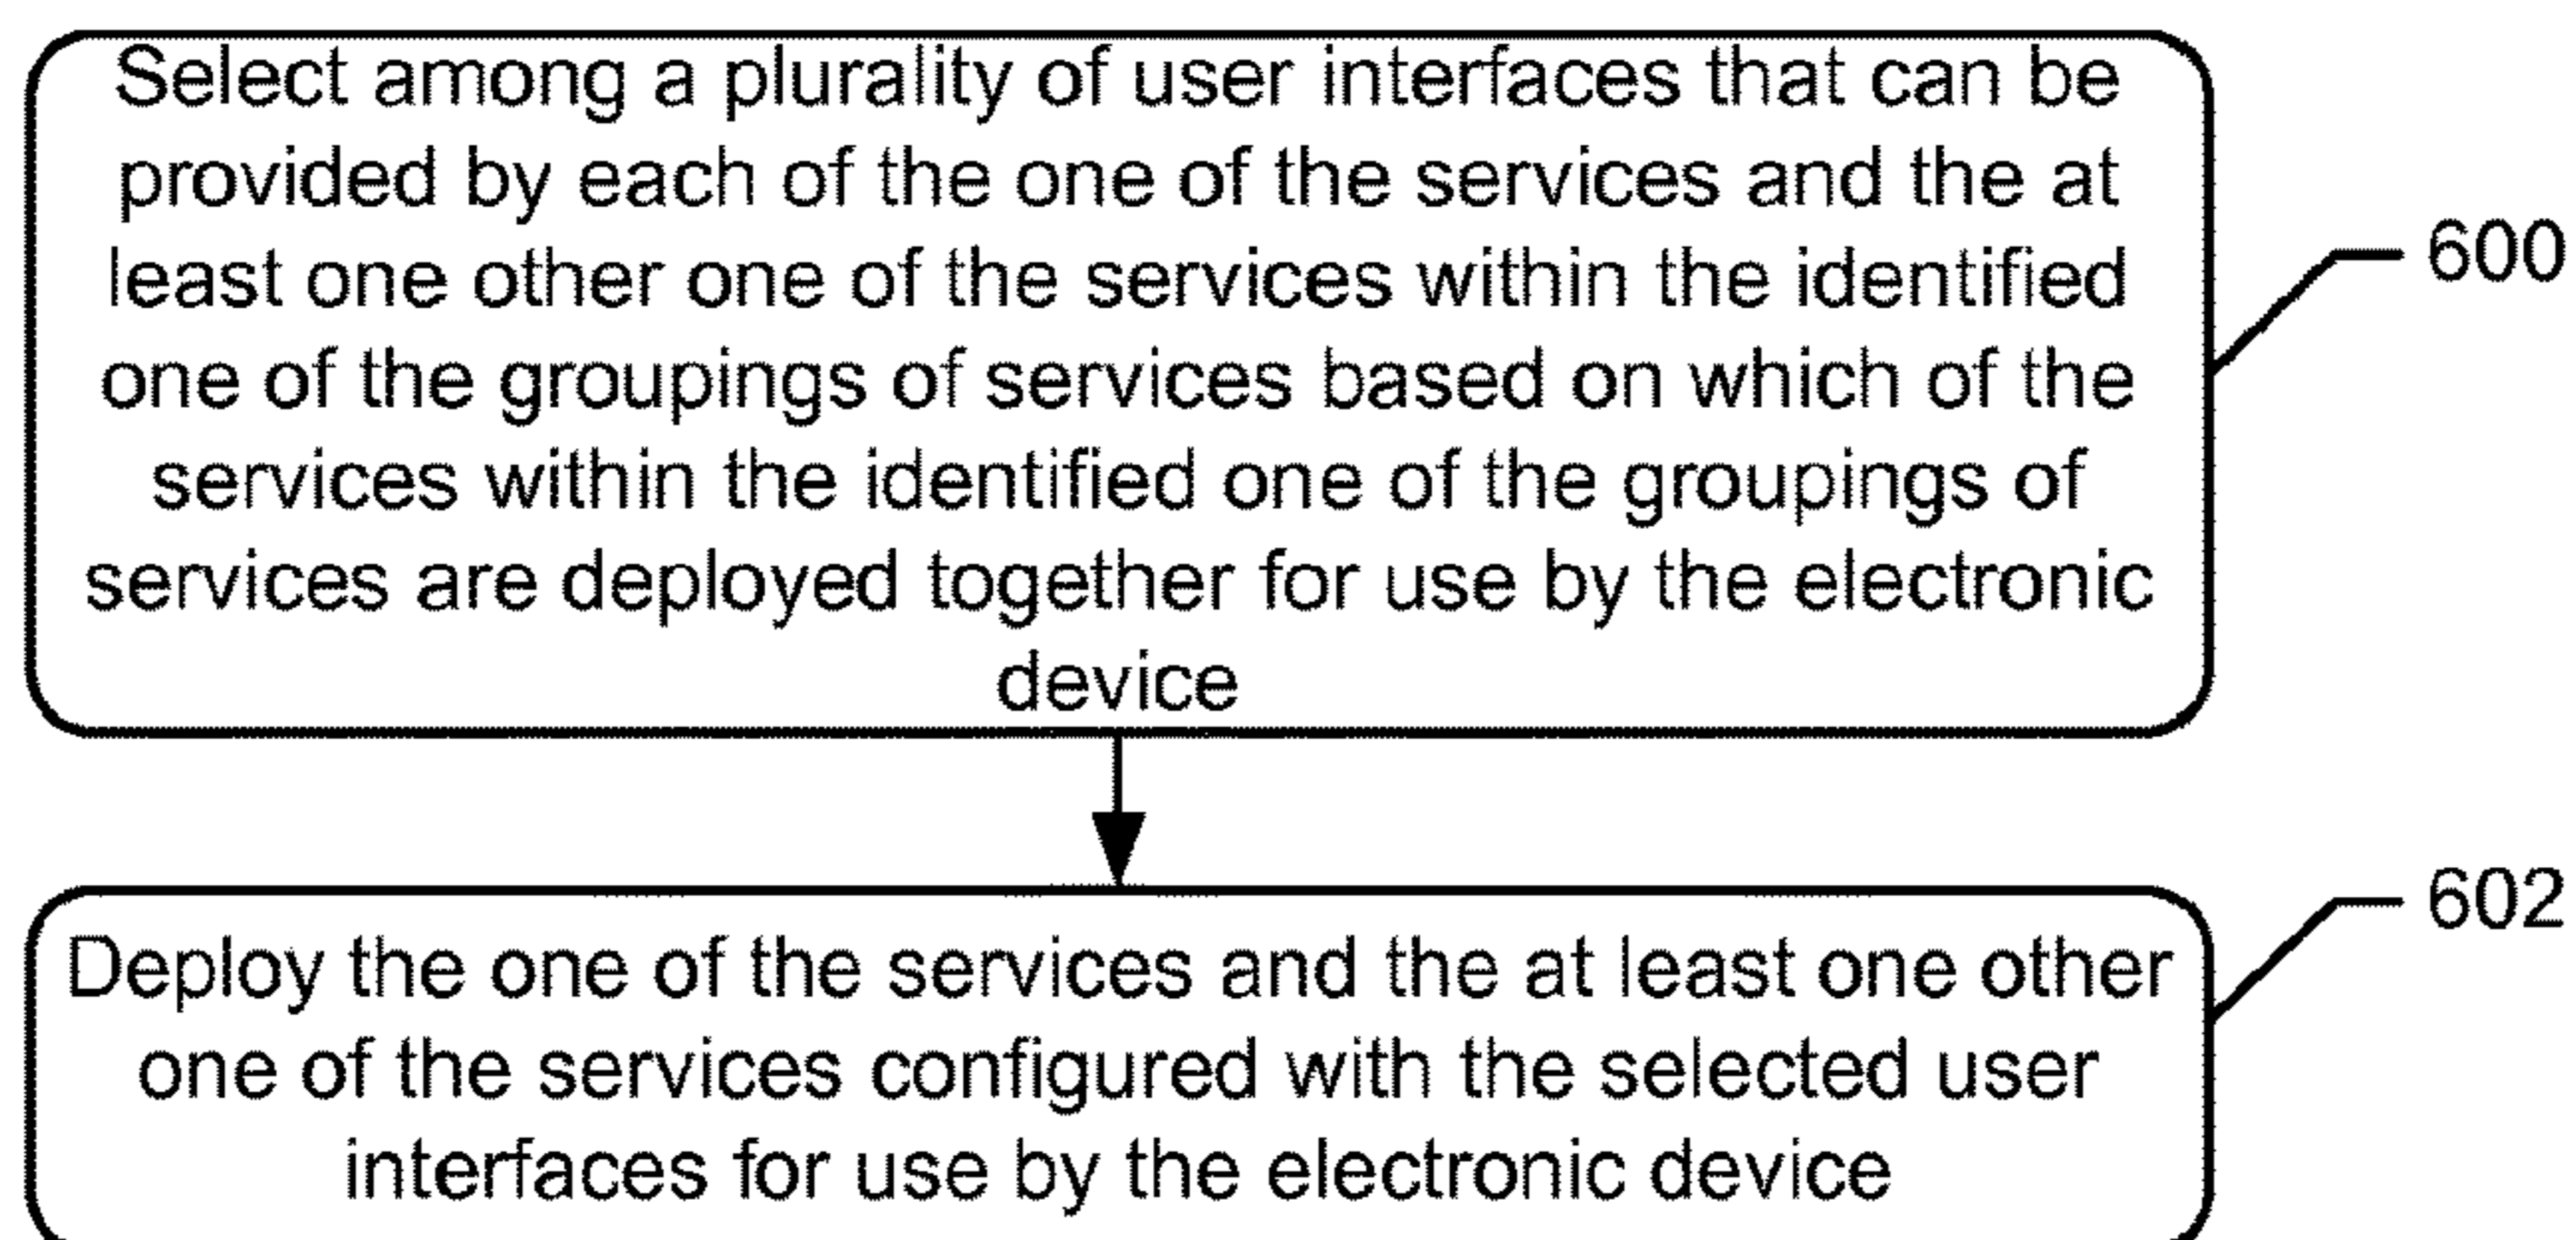 Select among a plurality of user interfaces that can be
provided by each of the one of the services and the at
least one other one of the services within the identified
one of the groupings of services based on which of the
services within the identified one of the groupings of
services are deployed together for use by the electronic
device
600
Deploy the one of the services and the at least one other
one of the services configured with the selected user
interfaces for use by the electronic device
602